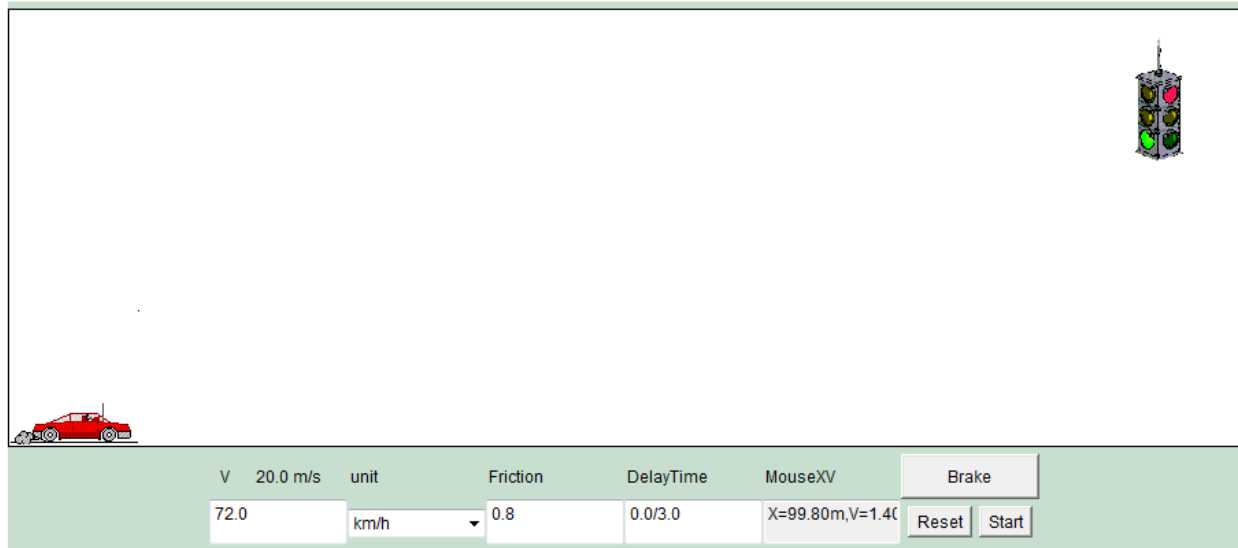 V 20.0 m/s unit Friction DelayTime MouseXV Brake
72.0 km/h 0.8 0.0/3.0 X=99.80m,V=1.40 Reset Start